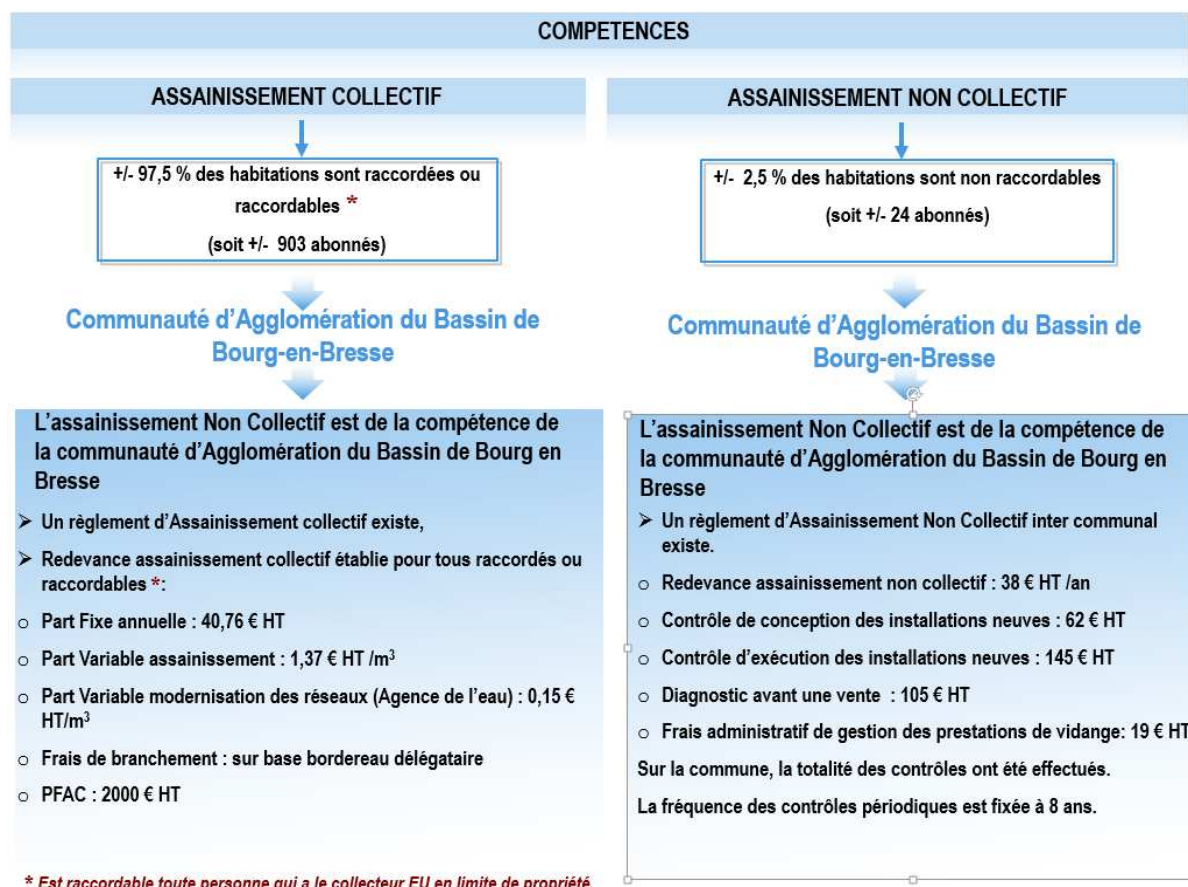 COMPETENCES
ASSAINISSEMENT COLLECTIF
+/- 97,5 % des habitations sont raccordées ou
raccordables *
(soit +/- 903 abonnés)
Communauté d'Agglomération du Bassin de
Bourg-en-Bresse
L'assainissement Non Collectif est de la compétence de
la communauté d'Agglomération du Bassin de Bourg en
Bresse
➤ Un règlement d'Assainissement collectif existe,
➤ Redevance assainissement collectif établie pour tous raccordés ou
raccordables *:
o Part Fixe annuelle : 40,76 € HT
o Part Variable assainissement : 1,37 € HT /m³
o Part Variable modernisation des réseaux (Agence de l'eau) : 0,15 €
HT/m³
o Frais de branchement : sur base bordereau délégataire
o PFAC : 2000 € HT
* Est raccordable toute personne qui a le collecteur EU en limite de propriété
ASSAINISSEMENT NON COLLECTIF
+/- 2,5 % des habitations sont non raccordables
(soit +/- 24 abonnés)
Communauté d'Agglomération du Bassin de
Bourg-en-Bresse
L'assainissement Non Collectif est de la compétence de
la communauté d'Agglomération du Bassin de Bourg en
Bresse
➤ Un règlement d'Assainissement Non Collectif inter communal
existe.
o Redevance assainissement non collectif : 38 € HT /an
o Contrôle de conception des installations neuves : 62 € HT
o Contrôle d'exécution des installations neuves : 145 € HT
o Diagnostic avant une vente : 105 € HT
o Frais administratif de gestion des prestations de vidange: 19 € HT
Sur la commune, la totalité des contrôles ont été effectués.
La fréquence des contrôles périodiques est fixée à 8 ans.